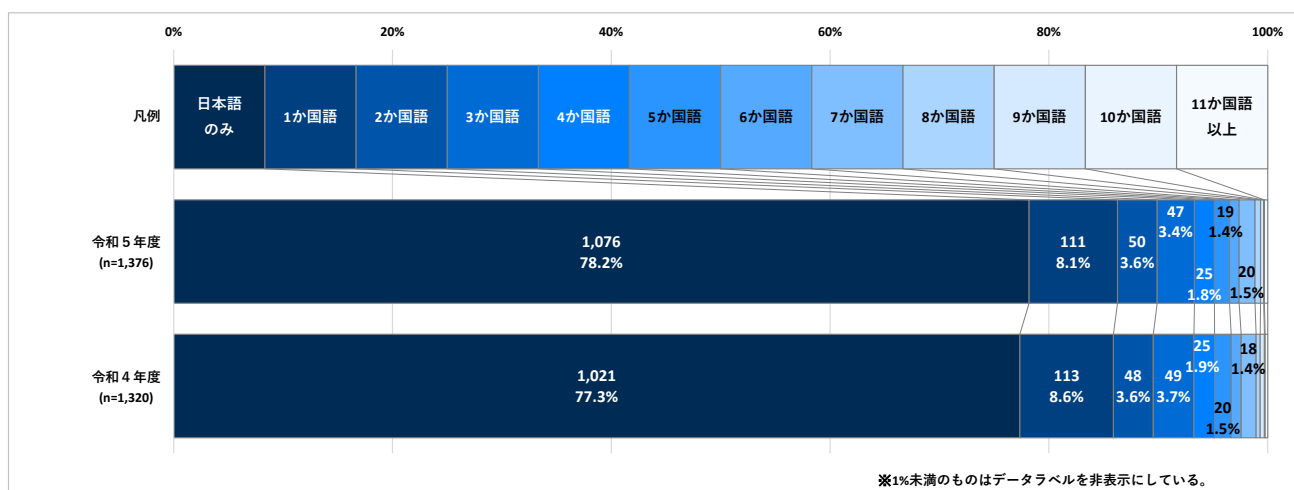 0%
20%
40%
60%
80%
100%
凡例
日本語
のみ
1か国語
2か国語
3か国語
4か国語
5か国語
6か国語
7か国語
8か国語
9か国語
10か国語
11か国語
以上
令和５年度
(n=1,376)
1,076
78.2%
111
8.1%
50
3.6%
47
3.4%
25
1.8%
19
1.4%
20
1.5%
令和４年度
(n=1,320)
1,021
77.3%
113
8.6%
48
3.6%
49
3.7%
25
1.9%
20
1.5%
18
1.4%
※1%未満のものはデータラベルを非表示にしている。